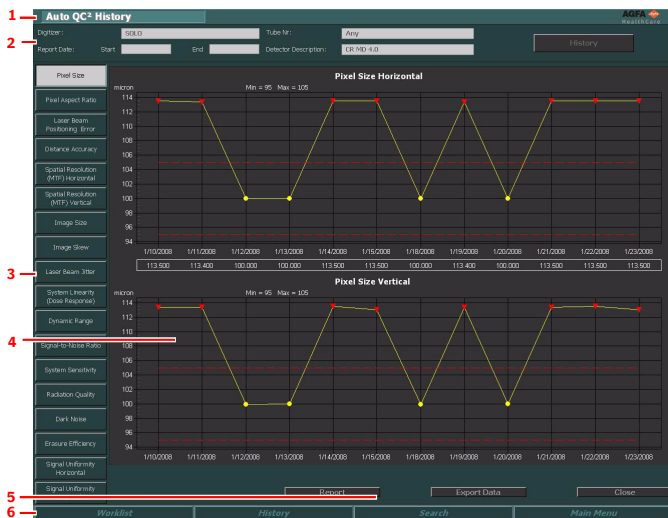 1
Auto QC² History
AGFA
HealthCare
2
Digitizer: SOLO Tube Nr: Any
History
Report Date: Start End Detector Description: CR MD 4.0
Pixel Size
Pixel Aspect Ratio
Laser Beam
Positioning Error
Distance Accuracy
Spatial Resolution
(MTF) Horizontal
Spatial Resolution
(MTF) Vertical
Image Size
Image Skew
3
Laser Beam Jitter
System Linearity
(Dose Response)
Dynamic Range
Signal-to-Noise Ratio
System Sensitivity
Radiation Quality
Dark Noise
Erasure Efficiency
Signal Uniformity
Horizontal
Signal Uniformity
Pixel Size Horizontal
micron Min = 95 Max = 105
114
112
110
108
106
104
102
100
98
96
94
1/10/2008 1/11/2008 1/12/2008 1/13/2008 1/14/2008 1/15/2008 1/18/2008 1/19/2008 1/20/2008 1/21/2008 1/22/2008 1/23/2008
113.500 113.400 100.000 100.000 113.500 113.500 100.000 113.400 100.000 113.500 113.500 113.500
Pixel Size Vertical
micron Min = 95 Max = 105
114
112
110
4
108
106
104
102
100
98
96
94
1/10/2008 1/11/2008 1/12/2008 1/13/2008 1/14/2008 1/15/2008 1/18/2008 1/19/2008 1/20/2008 1/21/2008 1/22/2008 1/23/2008
5
Report Export Data Close
6
Worklist History Search Main Menu